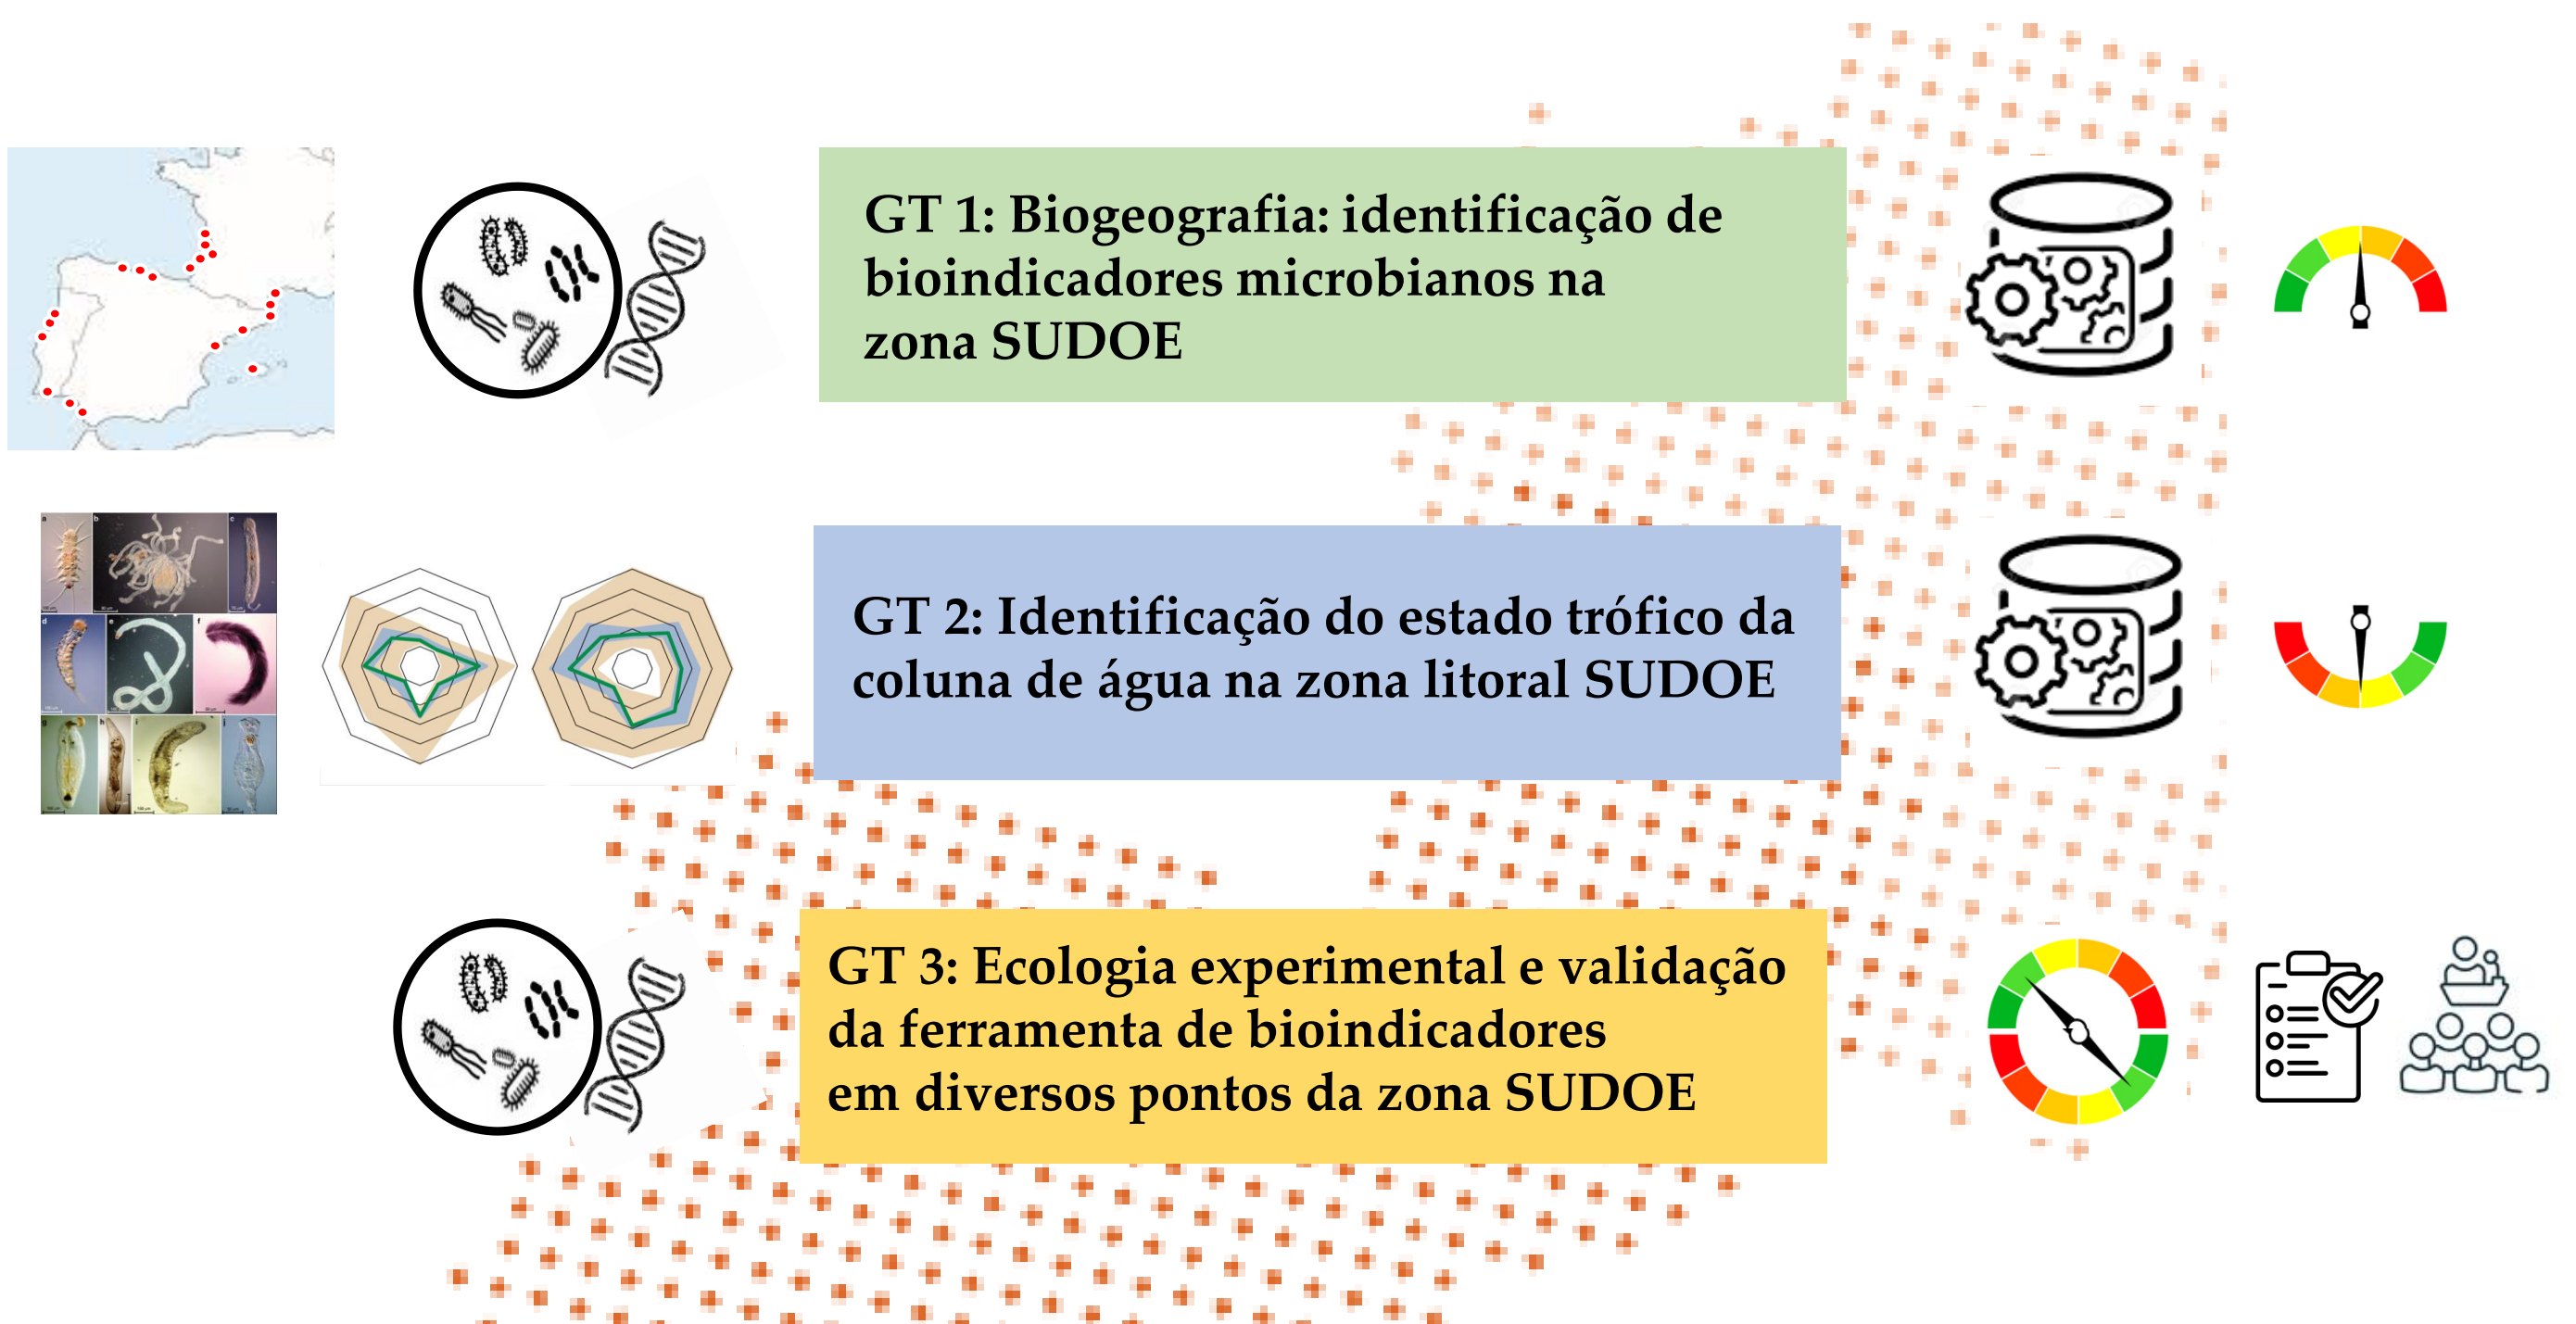 GT 1: Biogeografia: identificação de
bioindicadores microbianos na
zona SUDOE
a
b
c
d
e
f
g
h
i
j
GT 2: Identificação do estado trófico da
coluna de água na zona litoral SUDOE
GT 3: Ecologia experimental e validação
da ferramenta de bioindicadores
em diversos pontos da zona SUDOE